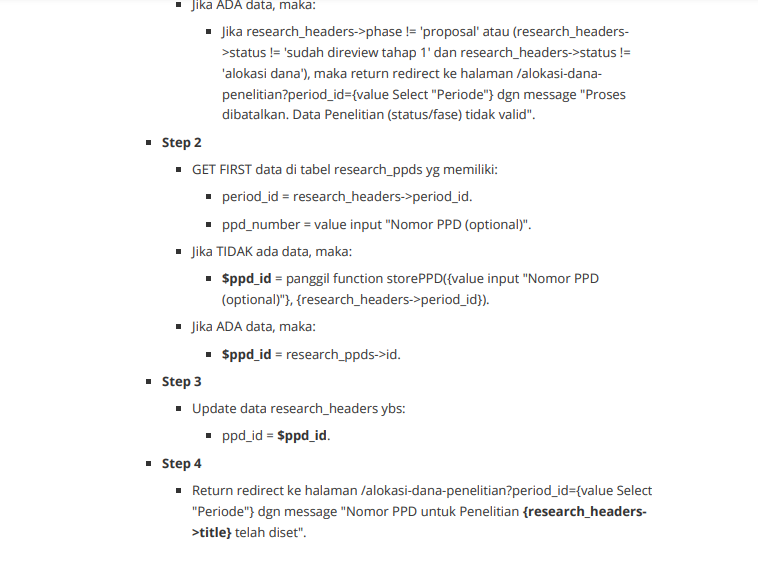 Jika ADA data, maka:
Jika research_headers->phase != 'proposal' atau (research_headers-
>status != 'sudah direview tahap 1' dan research_headers->status !=
'alokasi dana'), maka return redirect ke halaman /alokasi-dana-
penelitian?period_id={value Select "Periode"} dgn message "Proses
dibatalkan. Data Penelitian (status/fase) tidak valid".
Step 2
GET FIRST data di tabel research_ppds yg memiliki:
period_id = research_headers->period_id.
ppd_number = value input "Nomor PPD (optional)".
Jika TIDAK ada data, maka:
$ppd_id = panggil function storePPD({value input "Nomor PPD
(optional)"}, {research_headers->period_id}).
Jika ADA data, maka:
$ppd_id = research_ppds->id.
Step 3
Update data research_headers ybs:
ppd_id = $ppd_id.
Step 4
Return redirect ke halaman /alokasi-dana-penelitian?period_id={value Select
"Periode"} dgn message "Nomor PPD untuk Penelitian {research_headers-
>title} telah diset".